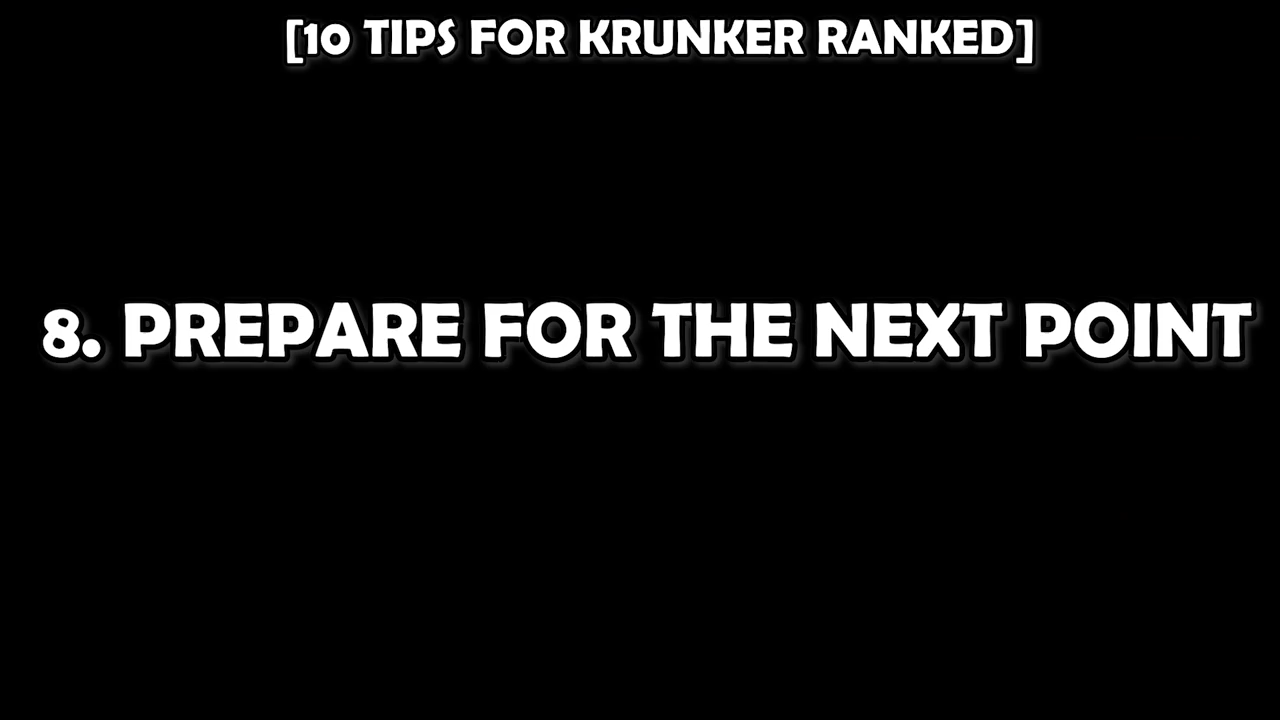 [10 TIPS FOR KRUNKER RANKED]
8. PREPARE FOR THE NEXT POINT